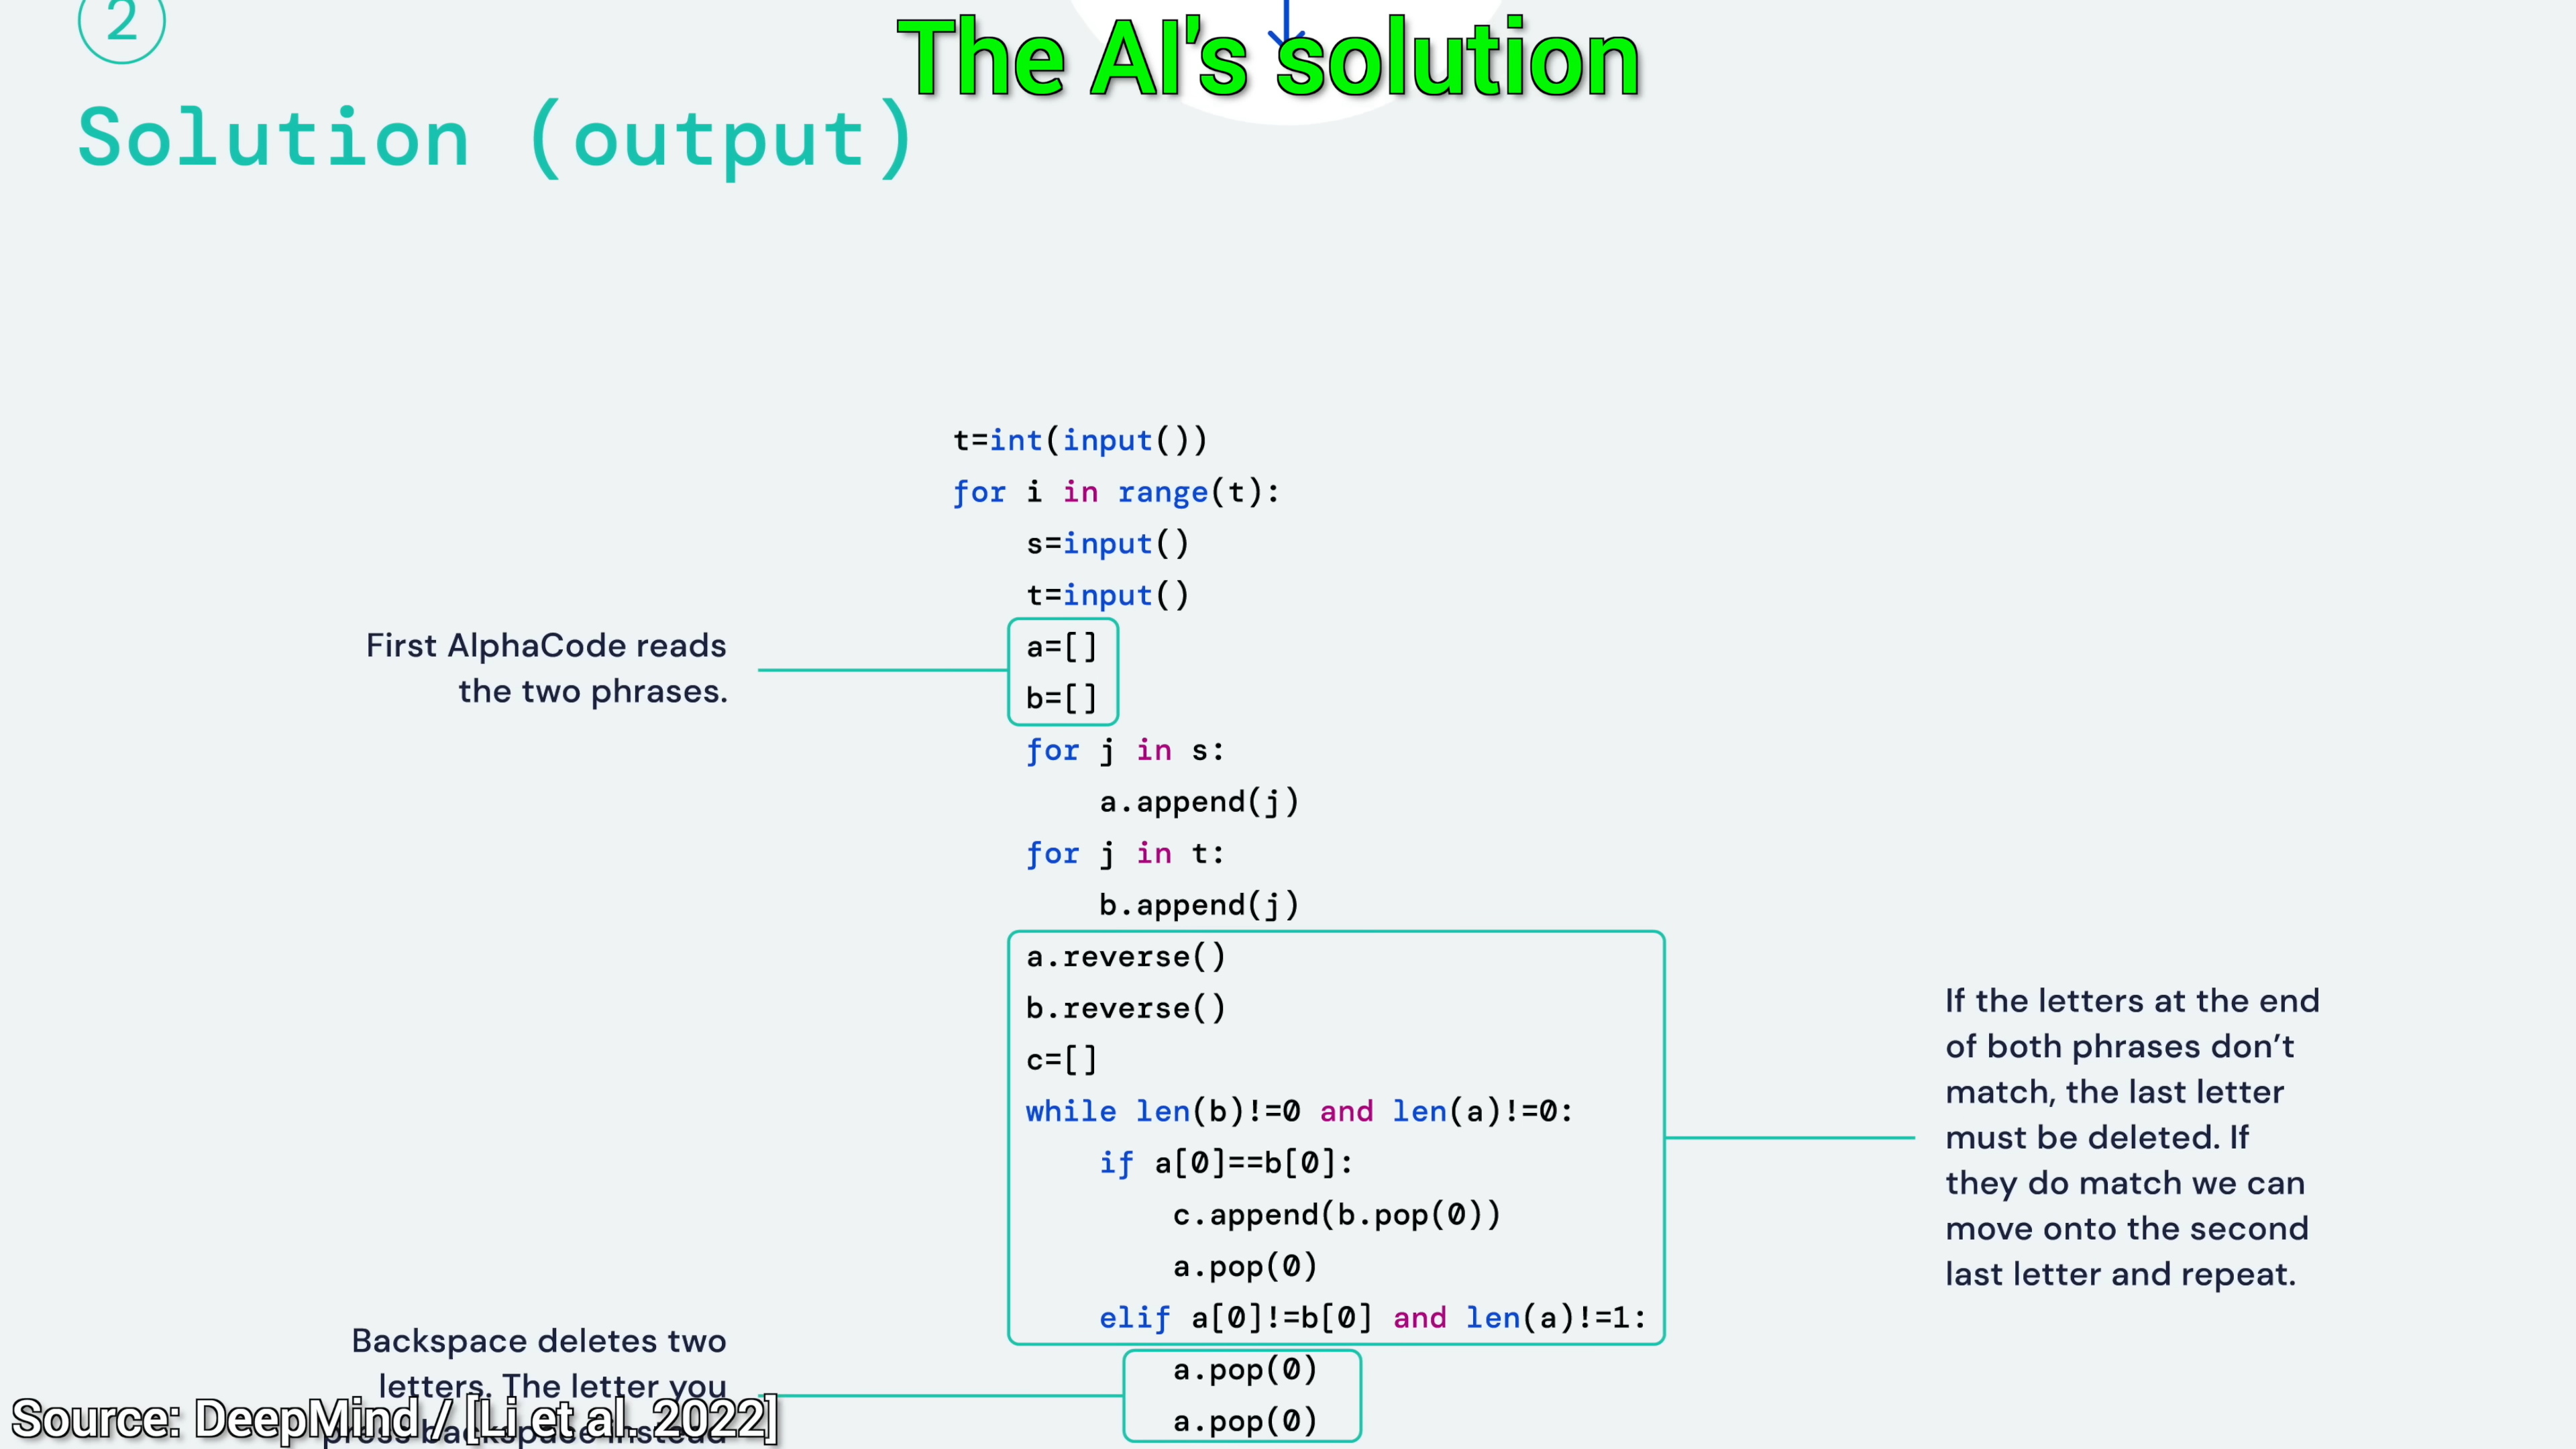 2
The AI's solution
Solution (output)
t=int(input())
for i in range(t):
    s=input()
    t=input()
    a=[]
    b=[]
First AlphaCode reads
the two phrases.
    for j in s:
        a.append(j)
    for j in t:
        b.append(j)
    a.reverse()
    b.reverse()
    c=[]
    while len(b)!=0 and len(a)!=0:
        if a[0]==b[0]:
            c.append(b.pop(0))
            a.pop(0)
        elif a[0]!=b[0] and len(a)!=1:
If the letters at the end
of both phrases don't
match, the last letter
must be deleted. If
they do match we can
move onto the second
last letter and repeat.
            a.pop(0)
            a.pop(0)
Backspace deletes two
letters. The letter you
press backspace instead
Source: DeepMind / [Li et al. 2022]